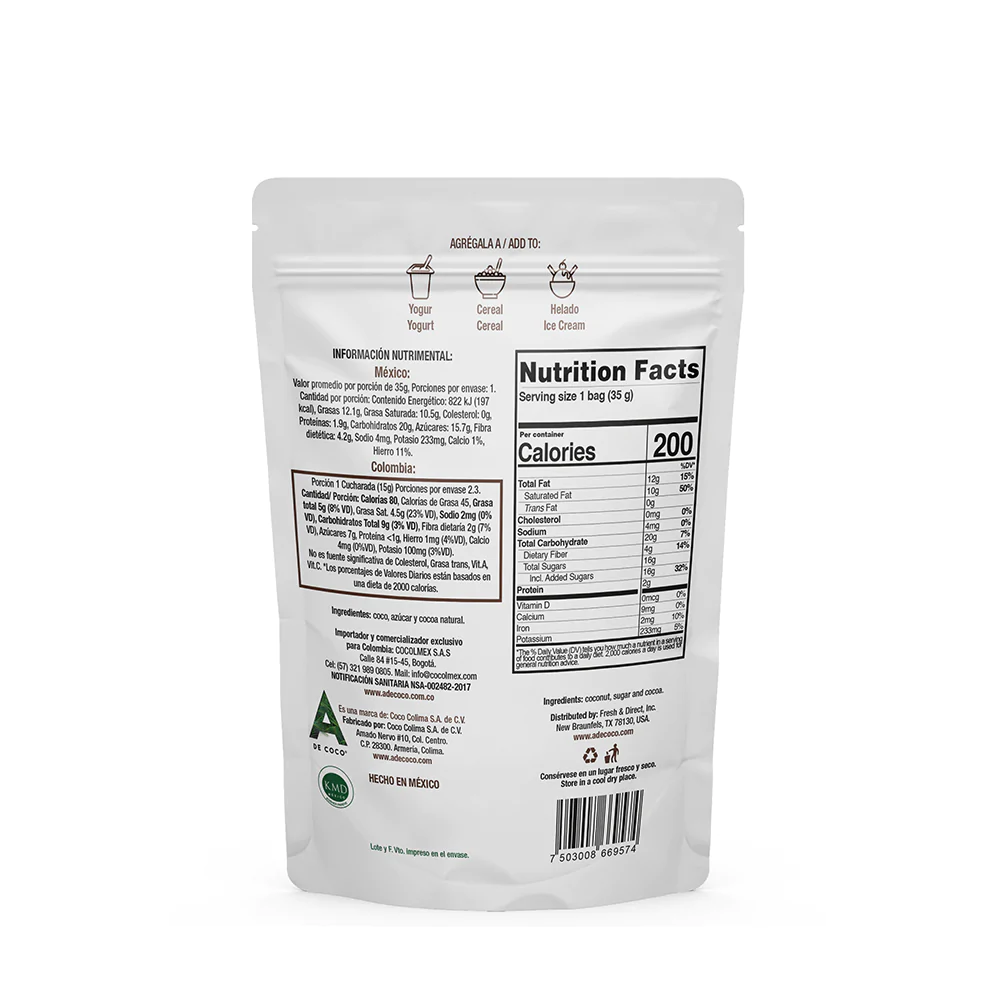 AGRÉGALA A / ADD TO:
Yogur
Yogurt
Cereal
Cereal
Helado
Ice Cream
INFORMACIÓN NUTRIMENTAL:
México:
Valor promedio por porción de 35g, Porciones por envase: 1.
Cantidad por porción: Contenido Energético: 822 kJ (197
kcal), Grasas 12.1g, Grasa Saturada: 10.5g, Colesterol: 0g,
Proteínas: 1.9g, Carbohidratos 20g, Azúcares: 15.7g, Fibra
dietética: 4.2g, Sodio 4mg, Potasio 233mg, Calcio 1%,
Hierro 11%.
Colombia:
Porción 1 Cucharada (15g) Porciones por envase 2.3.
Cantidad/ Porción: Calorías 80, Calorías de Grasa 45, Grasa
total 5g (8% VD), Grasa Sat. 4.5g (23% VD), Sodio 2mg (0%
VD), Carbohidratos Total 9g (3% VD), Fibra dietaría 2g (7%
VD), Azúcares 7g, Proteína <1g, Hierro 1mg (4%VD), Calcio
4mg (0%VD), Potasio 100mg (3%VD).
No es fuente significativa de Colesterol, Grasa trans, Vit.A,
Vit.C. *Los porcentajes de Valores Diarios están basados en
una dieta de 2000 calorías.
Ingredientes: coco, azúcar y cocoa natural.
Importador y comercializador exclusivo
para Colombia: COCOLMEX S.A.S
Calle 84 #15-45, Bogotá.
Cel: (57) 321 989 0805. Mail: info@cocolmex.com
NOTIFICACIÓN SANITARIA NSA-002482-2017
www.adecoco.com.co
A
DE COCO
Es una marca de: Coco Colima S.A. de C.V.
Fabricado por: Coco Colima S.A. de C.V.
Amado Nervo #10, Col. Centro.
C.P. 28300. Armería, Colima.
www.adecoco.com
KMD
MÉXICO
HECHO EN MÉXICO
Lote y F. Vto. Impreso en el envase.
Nutrition Facts
Serving size 1 bag (35 g)
Per container
Calories 200
%DV*
Total Fat 12g 15%
Saturated Fat 10g 50%
Trans Fat 0g
Cholesterol 0mg 0%
Sodium 4mg 0%
Total Carbohydrate 20g 7%
Dietary Fiber 4g 14%
Total Sugars 16g
Incl. Added Sugars 16g 32%
Protein 2g
Vitamin D 0mcg 0%
Calcium 9mg 0%
Iron 2mg 10%
Potassium 233mg 5%
*The % Daily Value (DV) tells you how much a nutrient in a serving
of food contributes to a daily diet. 2,000 calories a day is used for
general nutrition advice.
Ingredients: coconut, sugar and cocoa.
Distributed by: Fresh & Direct, Inc.
New Braunfels, TX 78130, USA.
Consérvese en un lugar fresco y seco.
Store in a cool dry place.
7 503008 669574